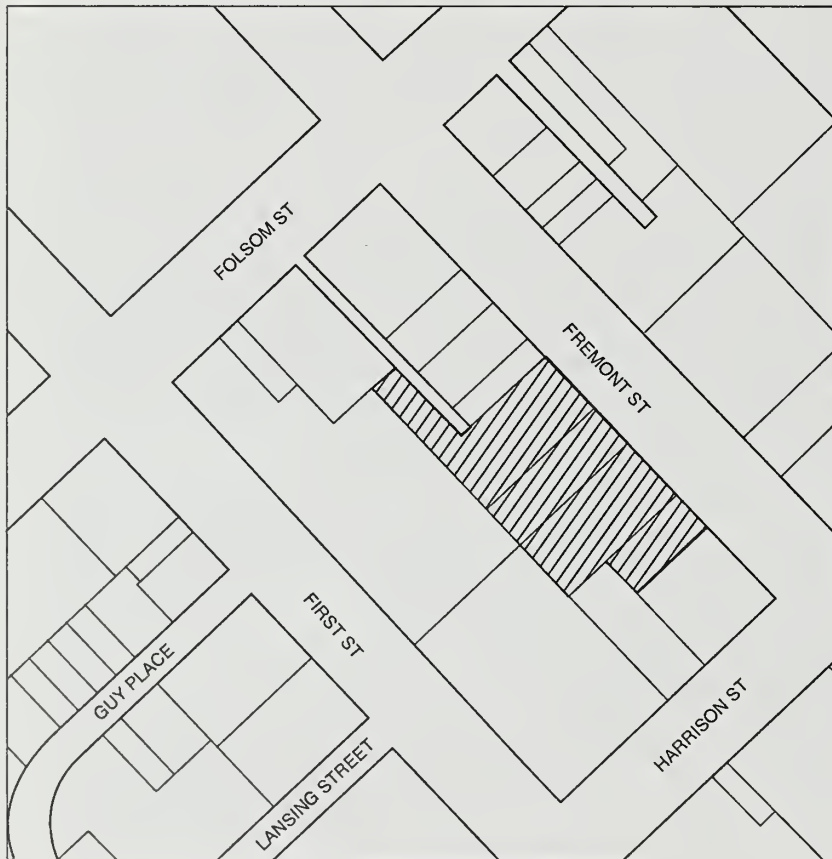 FOLSOM ST
FREMONT ST
FIRST ST
GUY PLACE
HARRISON ST
LANSING STREET